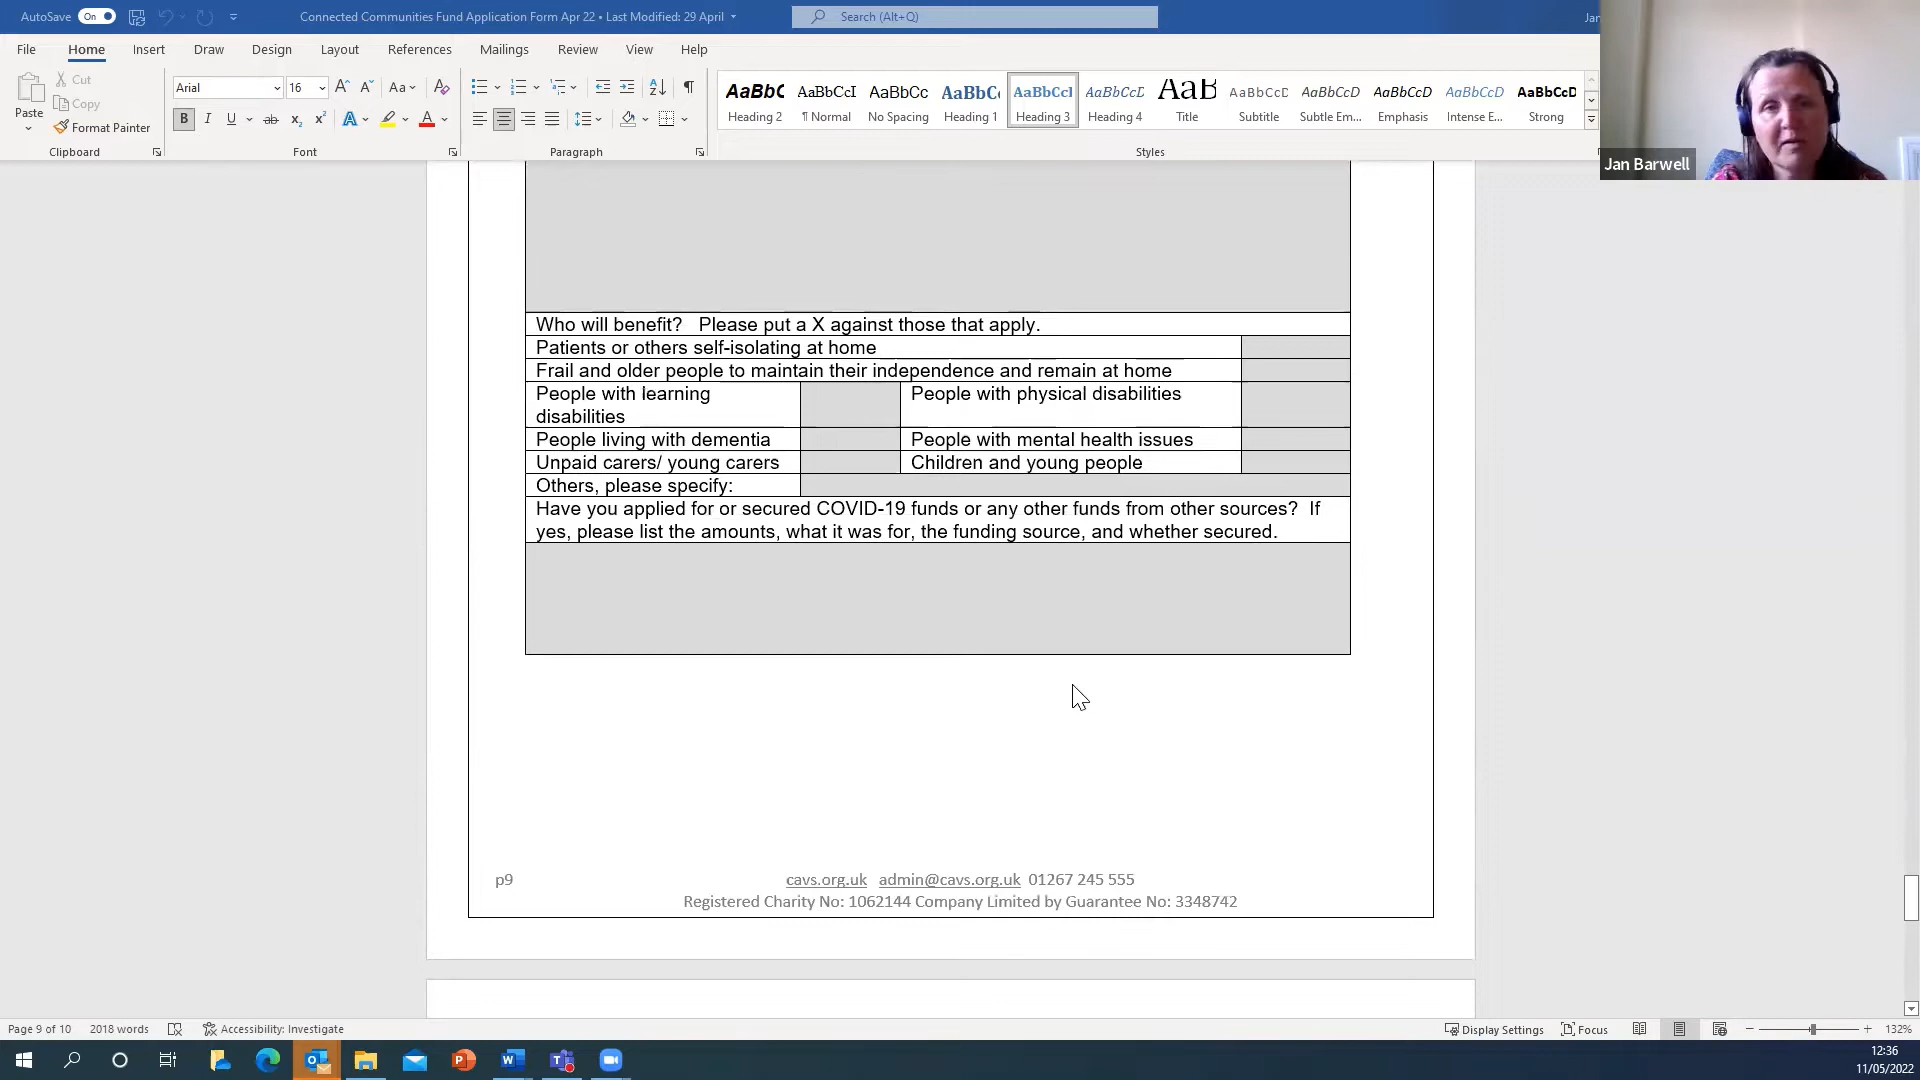 AutoSave On Connected Communities Fund Application Form Apr 22 • Last Modified: 29 April Search (Alt+Q) Jan
File Home Insert Draw Design Layout References Mailings Review View Help
Cut
Copy
Paste
Format Painter
Arial 16
Aa
B I U ab x₂ x² A A
Clipboard Font Paragraph Styles
AaBbC AaBbCcI AaBbCc AaBbC AaBbCcI AaBbCcD AaB AaBbCcD AaBbCcD AaBbCcD AaBbCcD AaBbCcD
Heading 2 ¶ Normal No Spacing Heading 1 Heading 3 Heading 4 Title Subtitle Subtle Em... Emphasis Intense E... Strong
Jan Barwell
Who will benefit? Please put a X against those that apply.
Patients or others self-isolating at home
Frail and older people to maintain their independence and remain at home
People with learning disabilities People with physical disabilities
People living with dementia People with mental health issues
Unpaid carers/ young carers Children and young people
Others, please specify:
Have you applied for or secured COVID-19 funds or any other funds from other sources? If
yes, please list the amounts, what it was for, the funding source, and whether secured.
p9 cavs.org.uk admin@cavs.org.uk 01267 245 555
Registered Charity No: 1062144 Company Limited by Guarantee No: 3348742
Page 9 of 10 2018 words Accessibility: Investigate Display Settings Focus 132%
12:36
11/05/2022